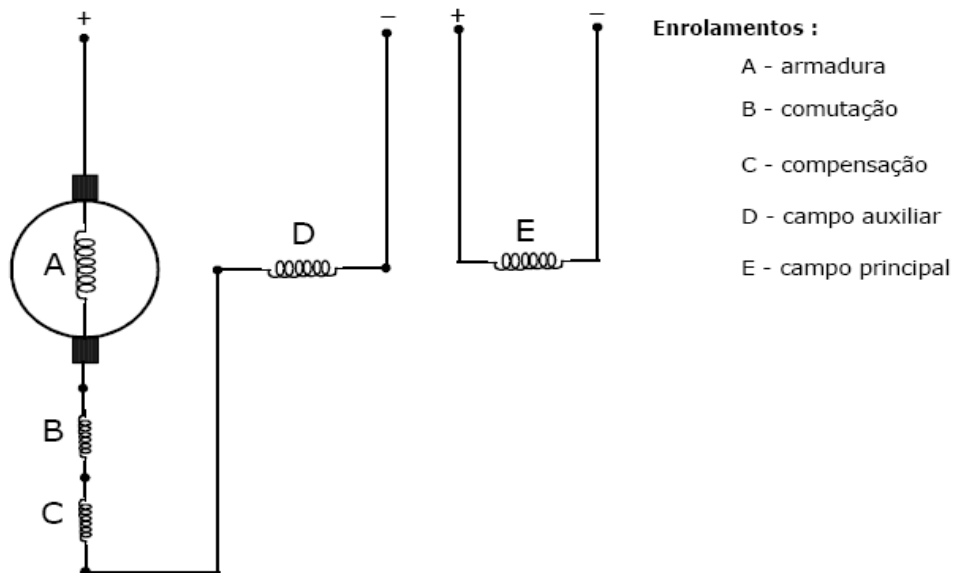 + − + −
Enrolamentos :
A - armadura
B - comutação
C - compensação
D - campo auxiliar
E - campo principal
D
E
A
B
C